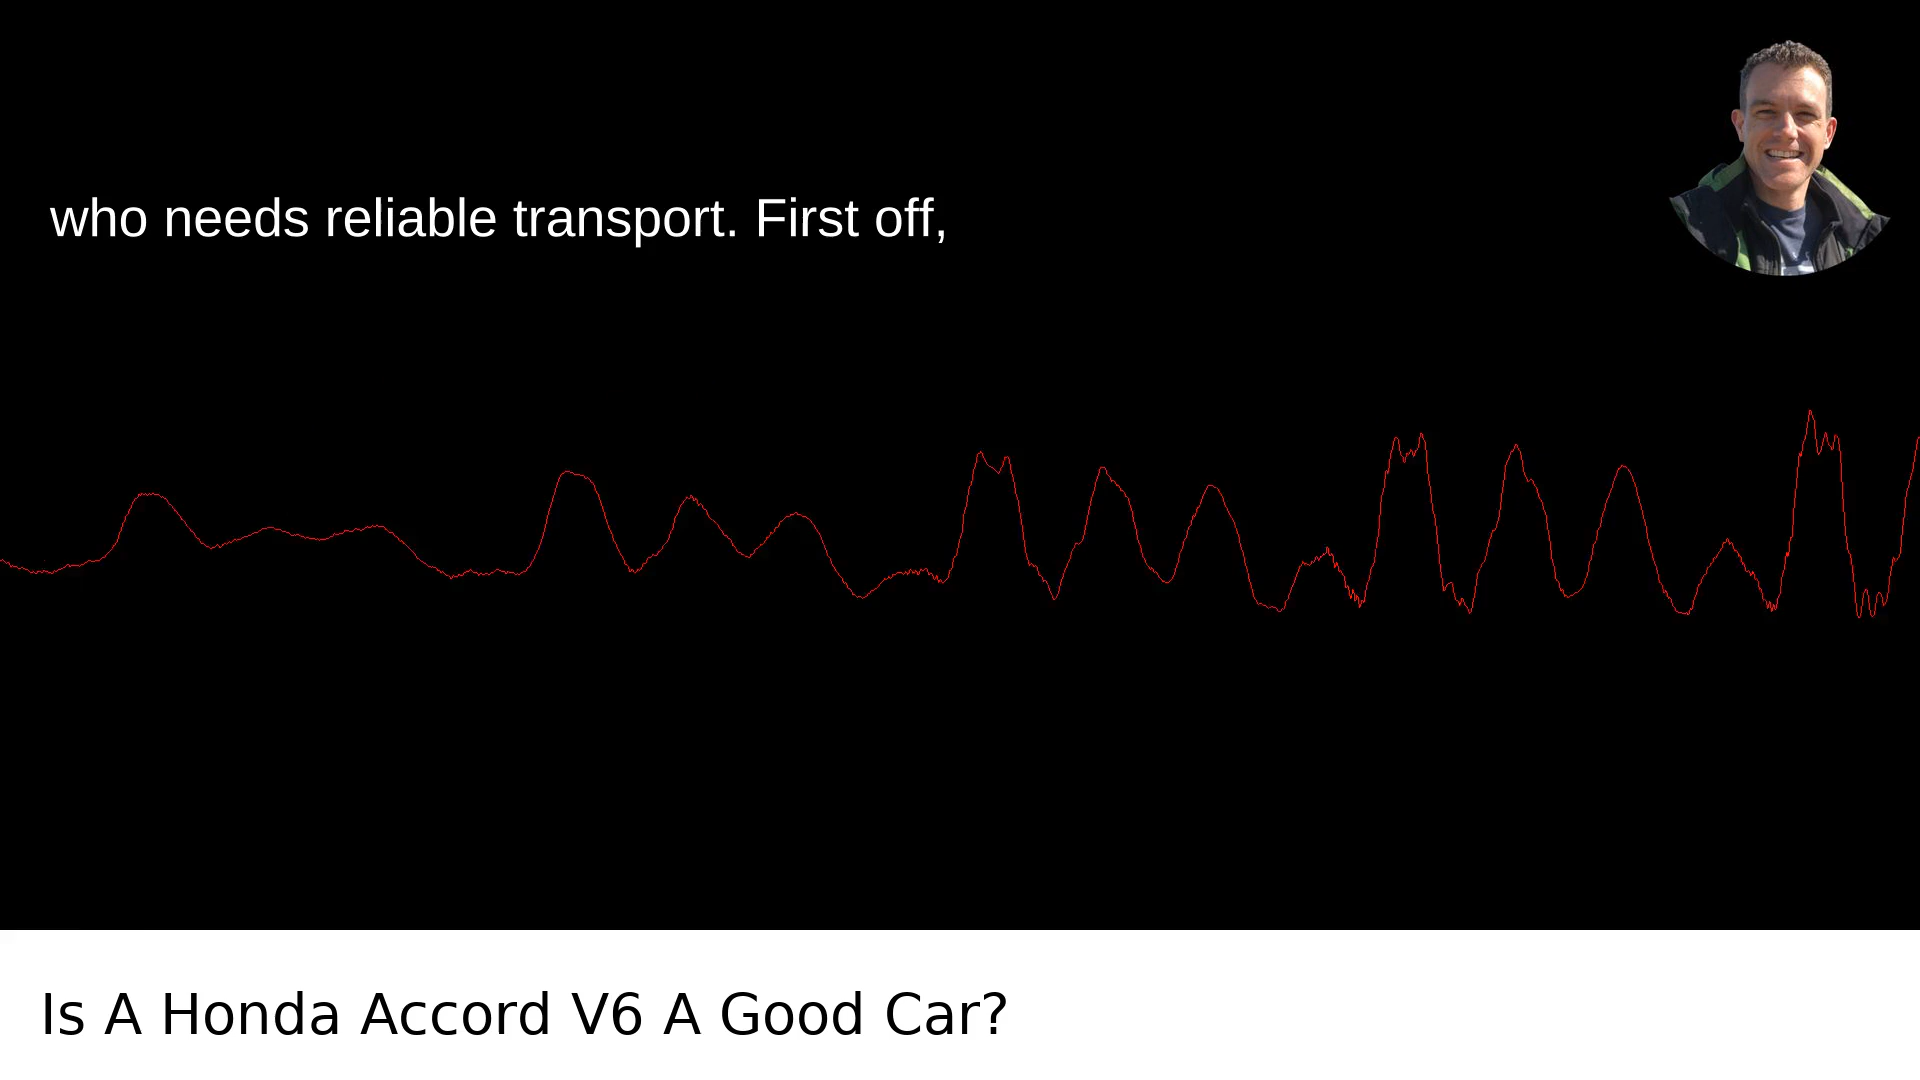 who needs reliable transport. First off,
Is A Honda Accord V6 A Good Car?